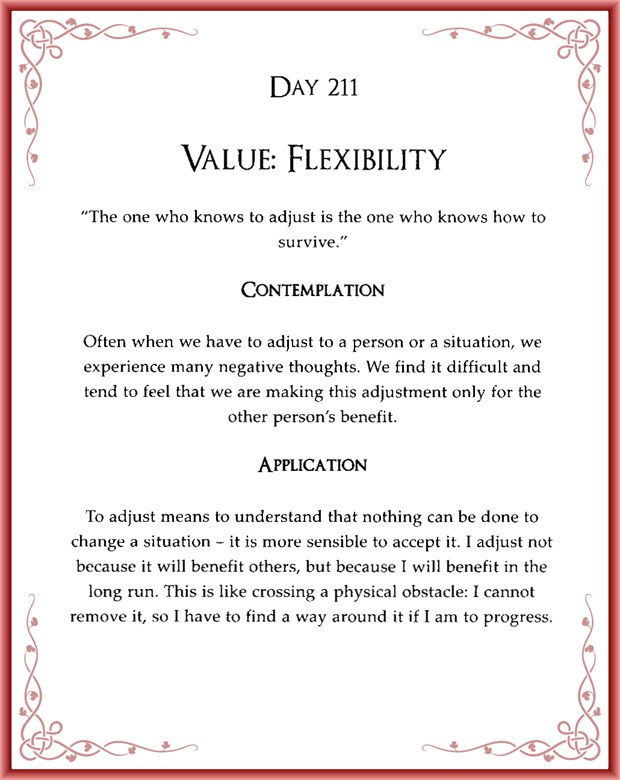 Day 211
Value: Flexibility
“The one who knows to adjust is the one who knows how to
survive.”
Contemplation
Often when we have to adjust to a person or a situation, we
experience many negative thoughts. We find it difficult and
tend to feel that we are making this adjustment only for the
other person’s benefit.
Application
To adjust means to understand that nothing can be done to
change a situation – it is more sensible to accept it. I adjust not
because it will benefit others, but because I will benefit in the
long run. This is like crossing a physical obstacle: I cannot
remove it, so I have to find a way around it if I am to progress.